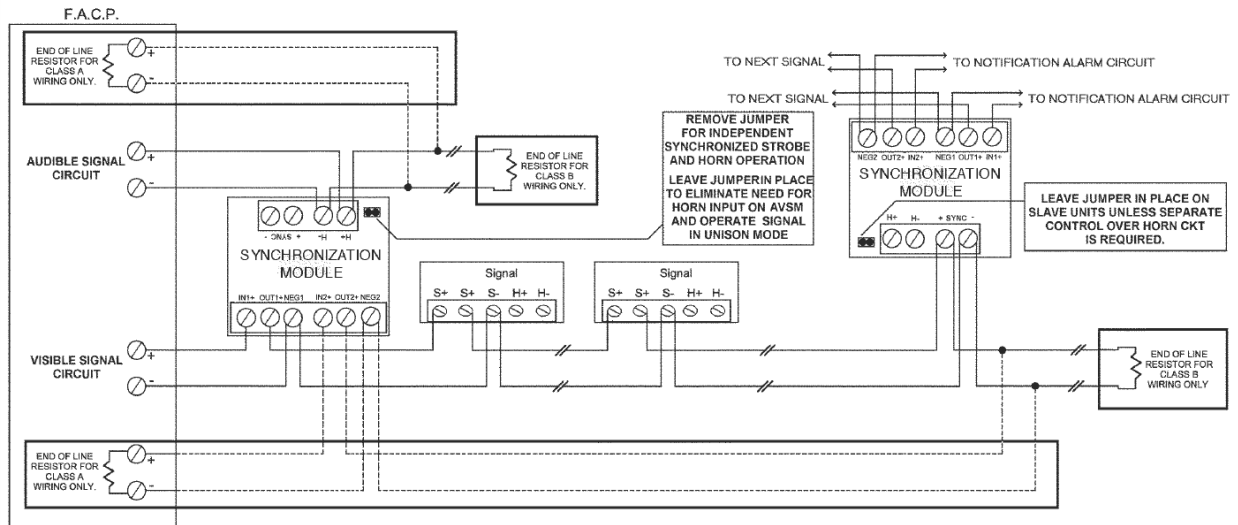 F.A.C.P.
END OF LINE
RESISTOR FOR
CLASS A
WIRING ONLY.
+
-
AUDIBLE SIGNAL
CIRCUIT
+
-
END OF LINE
RESISTOR FOR
CLASS B
WIRING ONLY.
- SYNC +
H- H+
SYNCHRONIZATION
MODULE
IN1+ OUT1+ NEG1 IN2+ OUT2+ NEG2
REMOVE JUMPER
FOR INDEPENDENT
SYNCHRONIZED STROBE
AND HORN OPERATION
LEAVE JUMPERIN PLACE
TO ELIMINATE NEED FOR
HORN INPUT ON AVSM
AND OPERATE SIGNAL
IN UNISON MODE
TO NEXT SIGNAL
TO NOTIFICATION ALARM CIRCUIT
TO NEXT SIGNAL
TO NOTIFICATION ALARM CIRCUIT
NEG2 OUT2+ IN2+ NEG1 OUT1+ IN1+
SYNCHRONIZATION
MODULE
H+ H- + SYNC -
LEAVE JUMPER IN PLACE ON
SLAVE UNITS UNLESS SEPARATE
CONTROL OVER HORN CKT
IS REQUIRED.
Signal
S+ S+ S- H+ H-
Signal
S+ S+ S- H+ H-
VISIBLE SIGNAL
CIRCUIT
+
-
END OF LINE
RESISTOR FOR
CLASS B
WIRING ONLY
END OF LINE
RESISTOR FOR
CLASS A
WIRING ONLY.
+
-